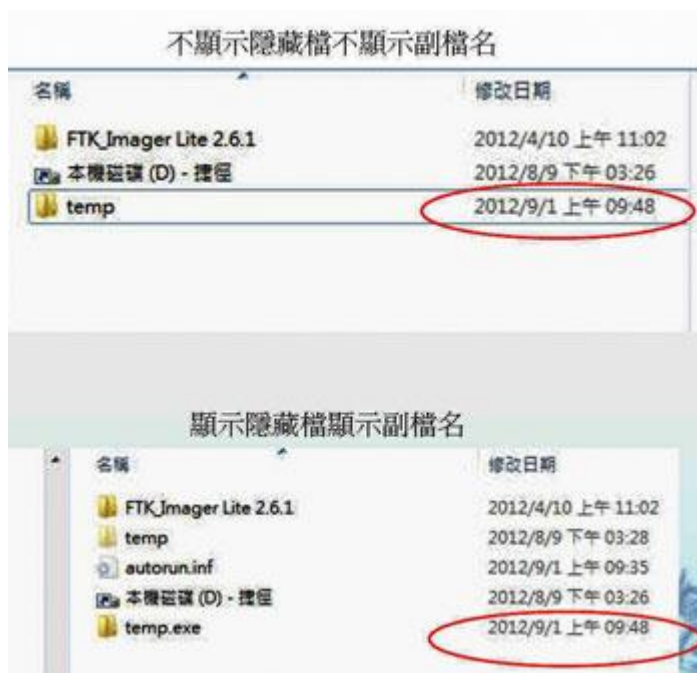 不顯示隱藏檔不顯示副檔名
名稱 修改日期
FTK_Imager Lite 2.6.1 2012/4/10 上午 11:02
本機磁碟 (D) - 捷徑 2012/8/9 下午 03:26
temp 2012/9/1 上午 09:48
顯示隱藏檔顯示副檔名
名稱 修改日期
FTK_Imager Lite 2.6.1 2012/4/10 上午 11:02
temp 2012/8/9 下午 03:28
autorun.inf 2012/9/1 上午 09:35
本機磁碟 (D) - 捷徑 2012/8/9 下午 03:26
temp.exe 2012/9/1 上午 09:48